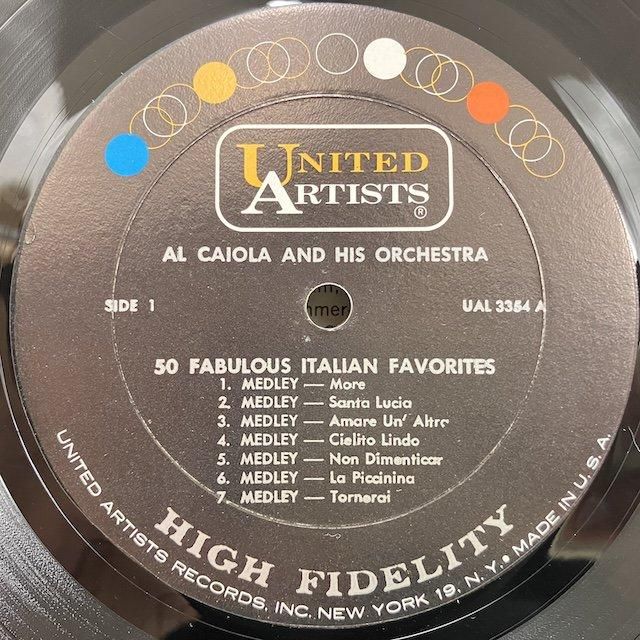 UNITED
ARTISTS®
AL CAIOLA AND HIS ORCHESTRA
SIDE 1
UAL 3354 A
50 FABULOUS ITALIAN FAVORITES
1. MEDLEY — More
2. MEDLEY — Santa Lucia
3. MEDLEY — Amare Un' Altro
4. MEDLEY — Cielito Lindo
5. MEDLEY — Non Dimenticar
6. MEDLEY — La Piccinina
7. MEDLEY — Tornerai
HIGH FIDELITY
UNITED ARTISTS RECORDS, INC. NEW YORK 19, N. Y. • MADE IN U. S. A.